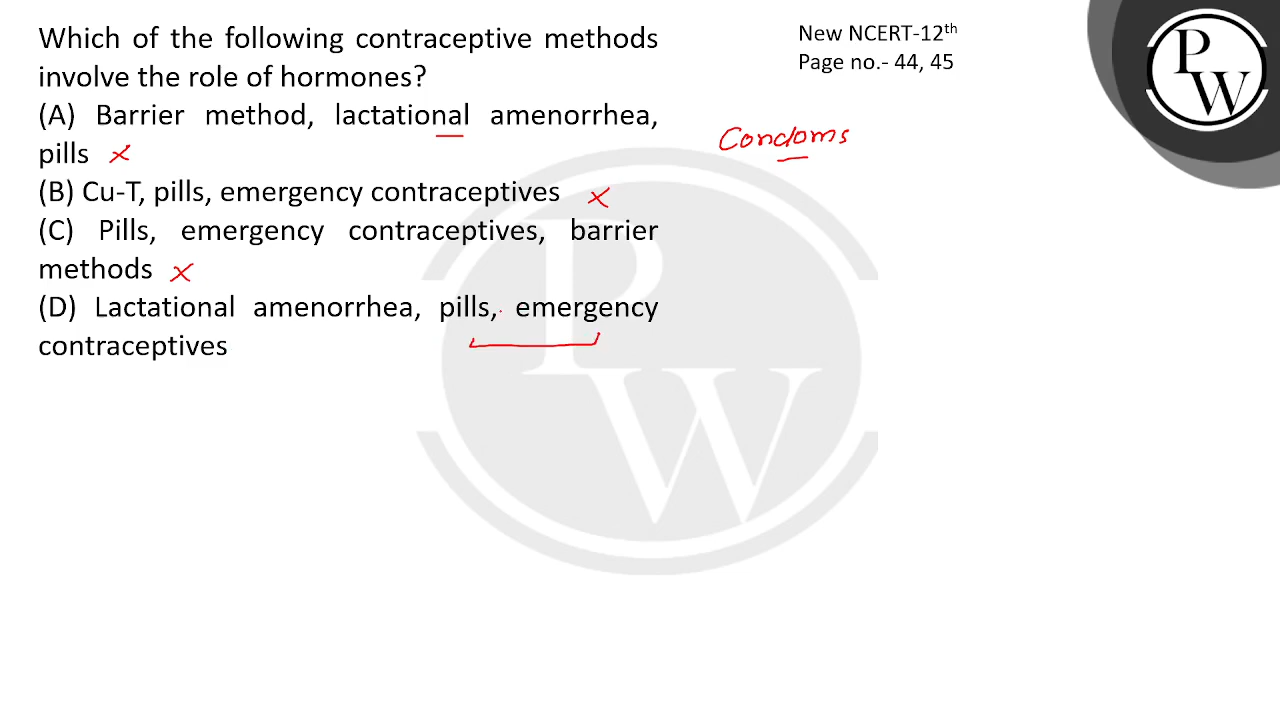 Which of the following contraceptive methods
involve the role of hormones?
(A) Barrier method, lactational amenorrhea,
pills ×
(B) Cu-T, pills, emergency contraceptives ×
(C) Pills, emergency contraceptives, barrier
methods ×
(D) Lactational amenorrhea, pills, emergency
contraceptives
New NCERT-12th
Page no.- 44, 45
Condoms
P
W
P
W